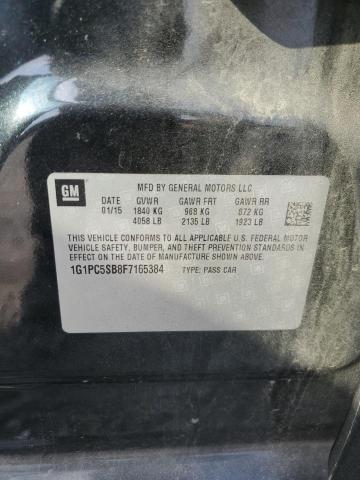 GM
MFD BY GENERAL MOTORS LLC
DATE GVWR GAWR FRT GAWR RR
01/15 1840 KG 968 KG 872 KG
4058 LB 2135 LB 1923 LB
THIS VEHICLE CONFORMS TO ALL APPLICABLE U.S. FEDERAL MOTOR
VEHICLE SAFETY, BUMPER, AND THEFT PREVENTION STANDARDS IN
EFFECT ON THE DATE OF MANUFACTURE SHOWN ABOVE.
1G1PC5SB8F7165384 TYPE: PASS CAR